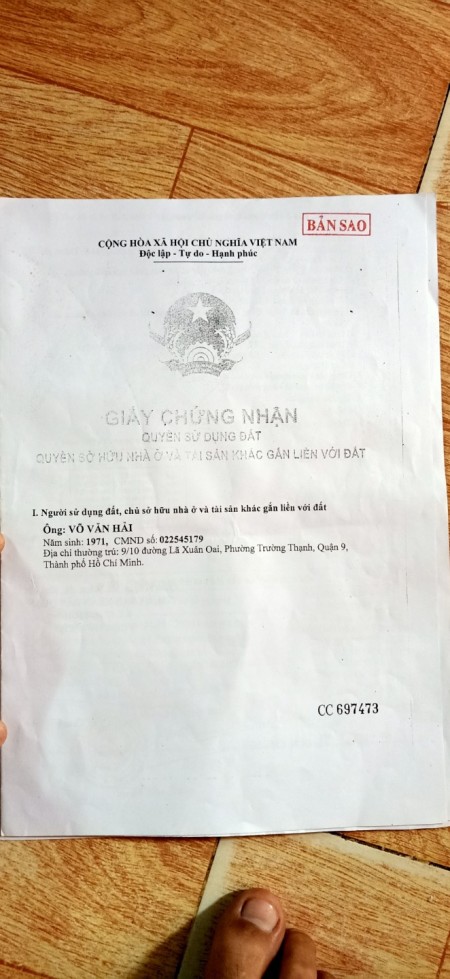 BẢN SAO
CỘNG HÒA XÃ HỘI CHỦ NGHĨA VIỆT NAM
Độc lập - Tự do - Hạnh phúc
GIẤY CHỨNG NHẬN
QUYỀN SỬ DỤNG ĐẤT
QUYỀN SỞ HỮU NHÀ Ở VÀ TÀI SẢN KHÁC GẮN LIỀN VỚI ĐẤT
I. Người sử dụng đất, chủ sở hữu nhà ở và tài sản khác gắn liền với đất
Ông: VÕ VĂN HẢI
Năm sinh: 1971, CMND số: 022545179
Địa chỉ thường trú: 9/10 đường Lã Xuân Oai, Phường Trường Thạnh, Quận 9,
Thành phố Hồ Chí Minh.
CC 697473